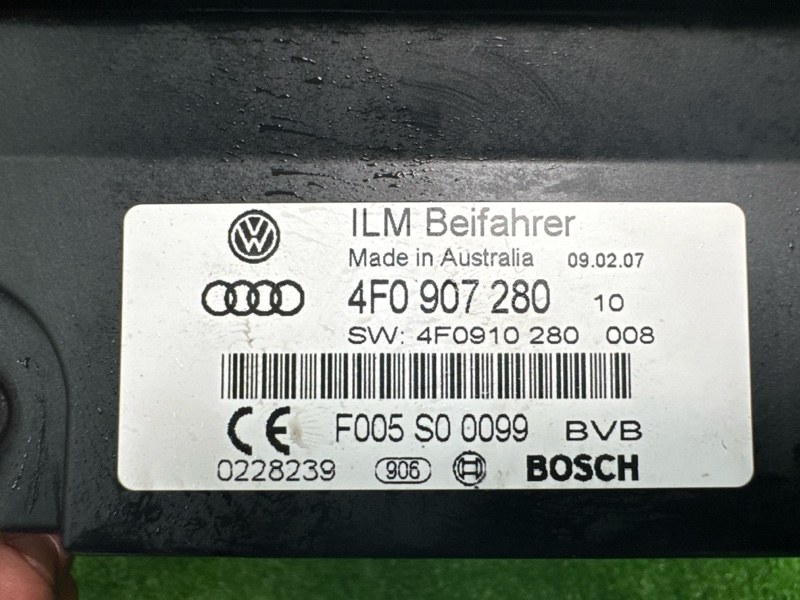 ILM Beifahrer
Made in Australia 09.02.07
4F0 907 280 10
SW: 4F0910 280 008
CE F005 S0 0099 BVB
0228239 906 BOSCH